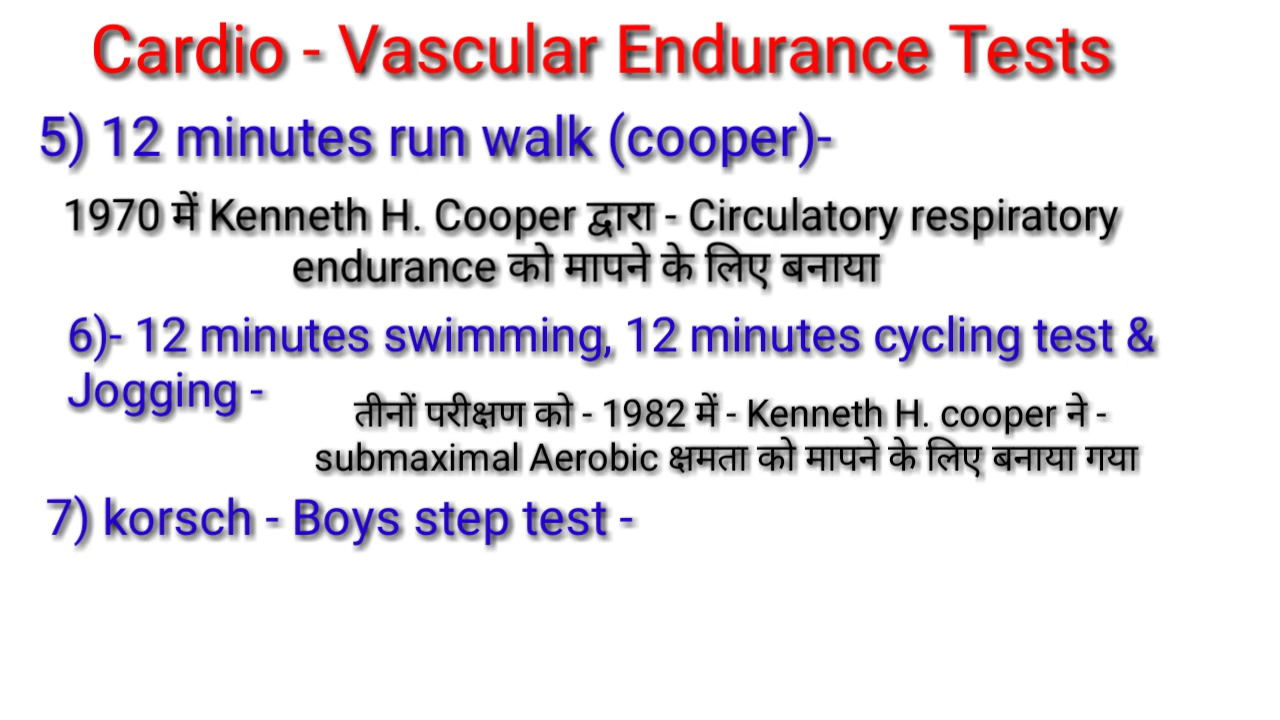 Cardio - Vascular Endurance Tests
5) 12 minutes run walk (cooper)-
1970 में Kenneth H. Cooper द्वारा - Circulatory respiratory
endurance को मापने के लिए बनाया
6)- 12 minutes swimming, 12 minutes cycling test &
Jogging -
तीनों परीक्षण को - 1982 में - Kenneth H. cooper ने -
submaximal Aerobic क्षमता को मापने के लिए बनाया गया
7) korsch - Boys step test -